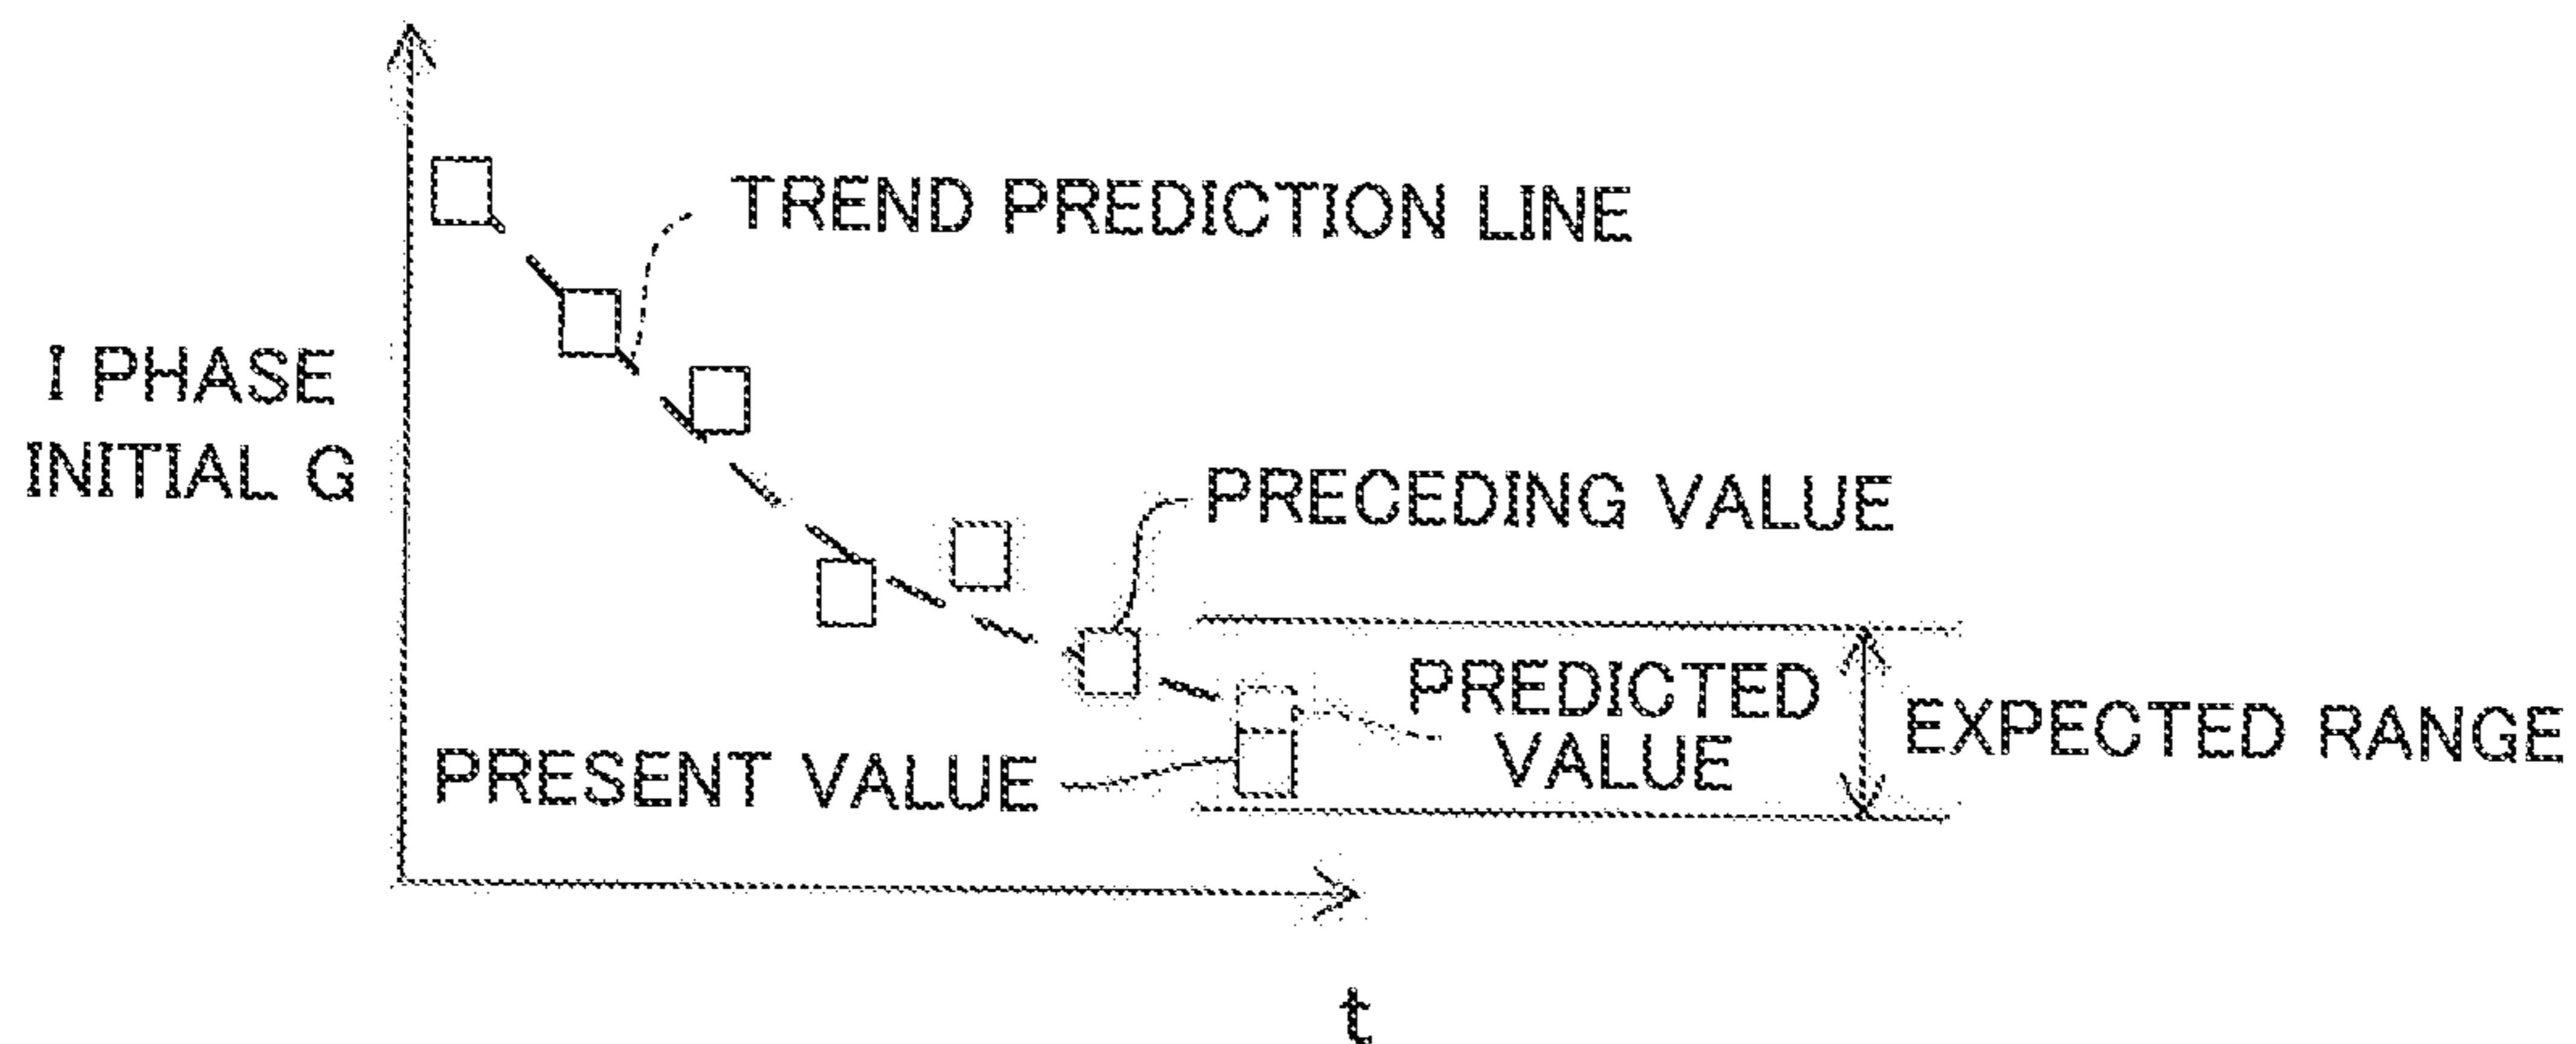 TREND PREDICTION LINE
I PHASE
INITIAL G
PRECEDING VALUE
PREDICTED
VALUE
EXPECTED RANGE
PRESENT VALUE
t